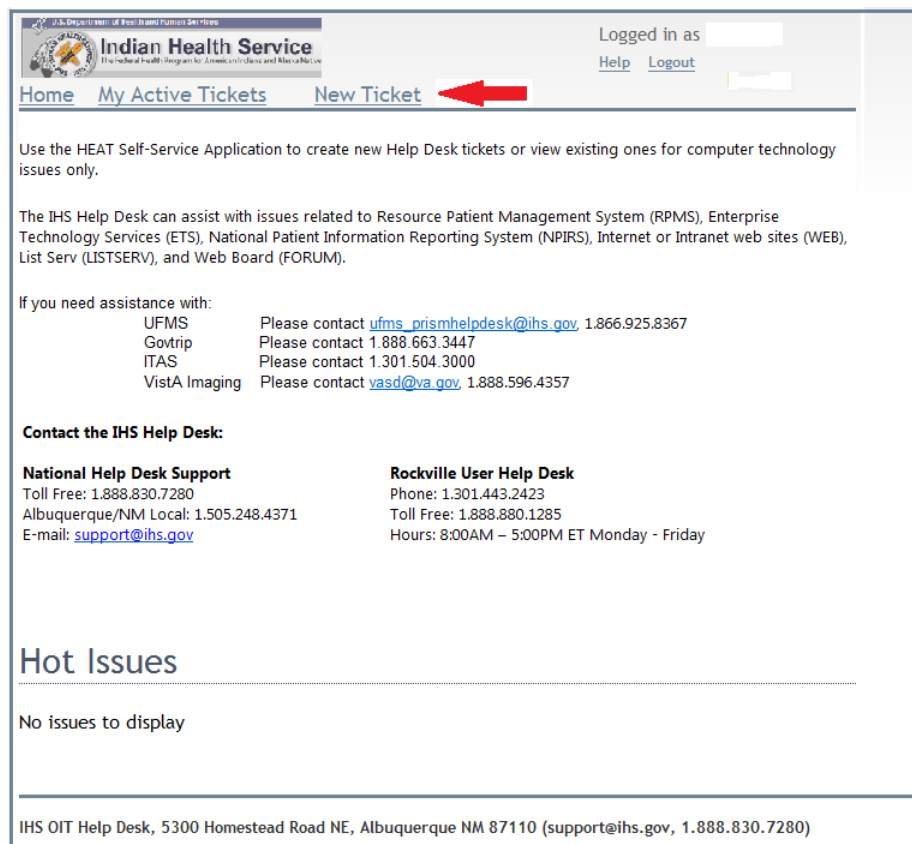 U.S. Department of Health and Human Services
Indian Health Service
The Federal Health Program for American Indians and Alaska Native
Logged in as
Help Logout
Home My Active Tickets New Ticket
Use the HEAT Self-Service Application to create new Help Desk tickets or view existing ones for computer technology
issues only.
The IHS Help Desk can assist with issues related to Resource Patient Management System (RPMS), Enterprise
Technology Services (ETS), National Patient Information Reporting System (NPIRS), Internet or Intranet web sites (WEB),
List Serv (LISTSERV), and Web Board (FORUM).
If you need assistance with:
UFMS Please contact ufms_prismhelpdesk@ihs.gov, 1.866.925.8367
Govtrip Please contact 1.888.663.3447
ITAS Please contact 1.301.504.3000
VistA Imaging Please contact vasd@va.gov, 1.888.596.4357
Contact the IHS Help Desk:
National Help Desk Support
Toll Free: 1.888.830.7280
Albuquerque/NM Local: 1.505.248.4371
E-mail: support@ihs.gov
Rockville User Help Desk
Phone: 1.301.443.2423
Toll Free: 1.888.880.1285
Hours: 8:00AM – 5:00PM ET Monday - Friday
Hot Issues
No issues to display
IHS OIT Help Desk, 5300 Homestead Road NE, Albuquerque NM 87110 (support@ihs.gov, 1.888.830.7280)